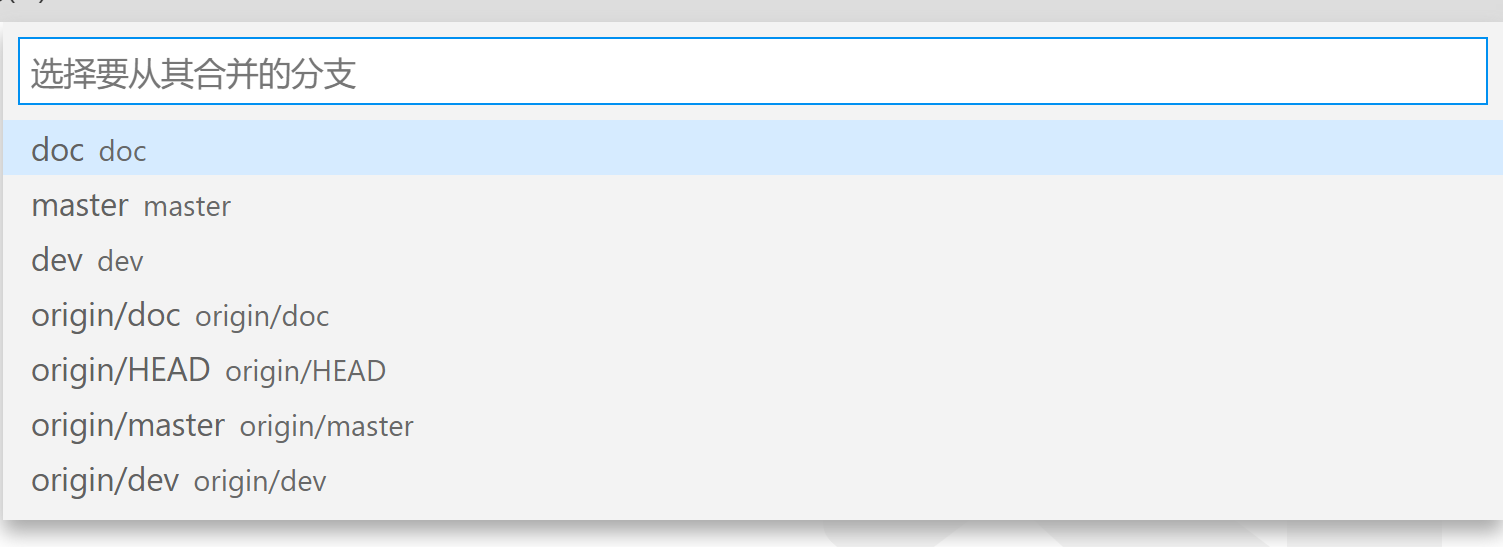 选择要从其合并的分支
doc doc
master master
dev dev
origin/doc origin/doc
origin/HEAD origin/HEAD
origin/master origin/master
origin/dev origin/dev